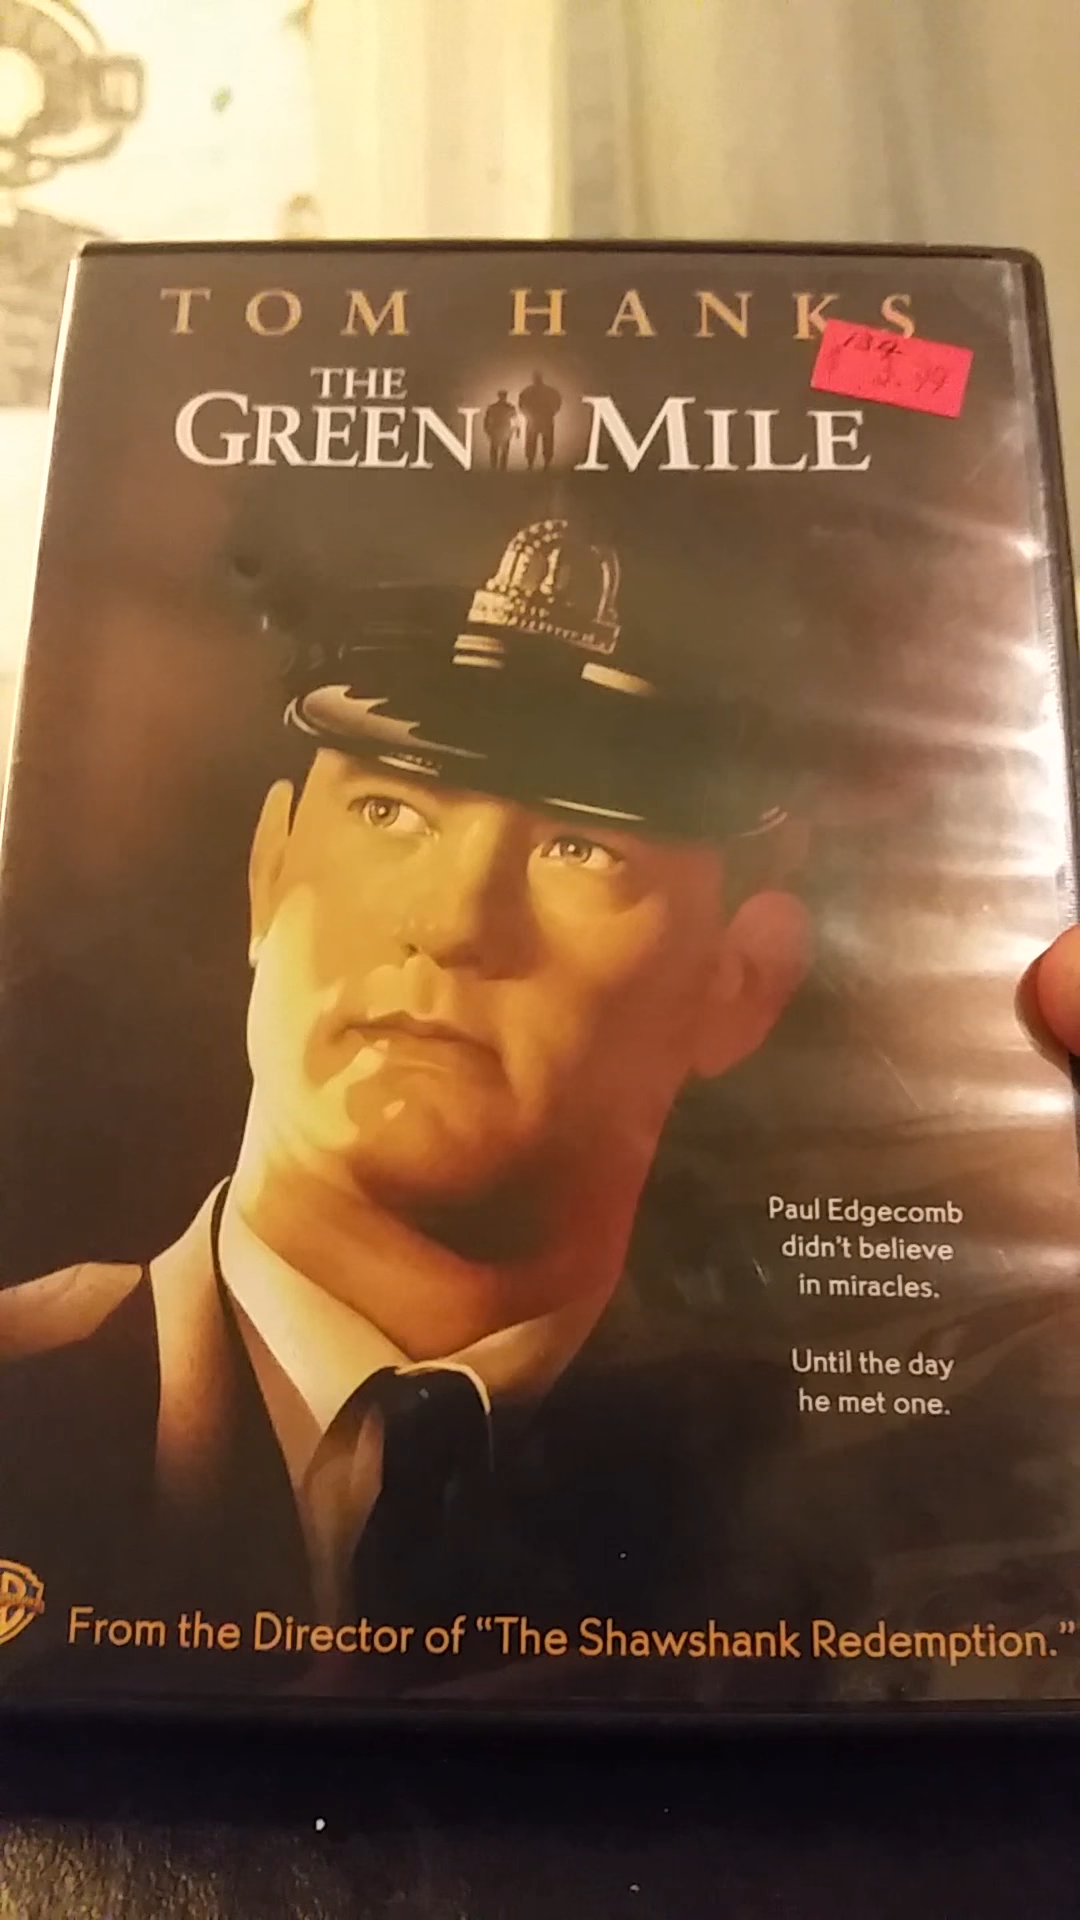 TOM HANKS
THE
GREEN MILE
Paul Edgecomb
didn't believe
in miracles.
Until the day
he met one.
From the Director of “The Shawshank Redemption.”